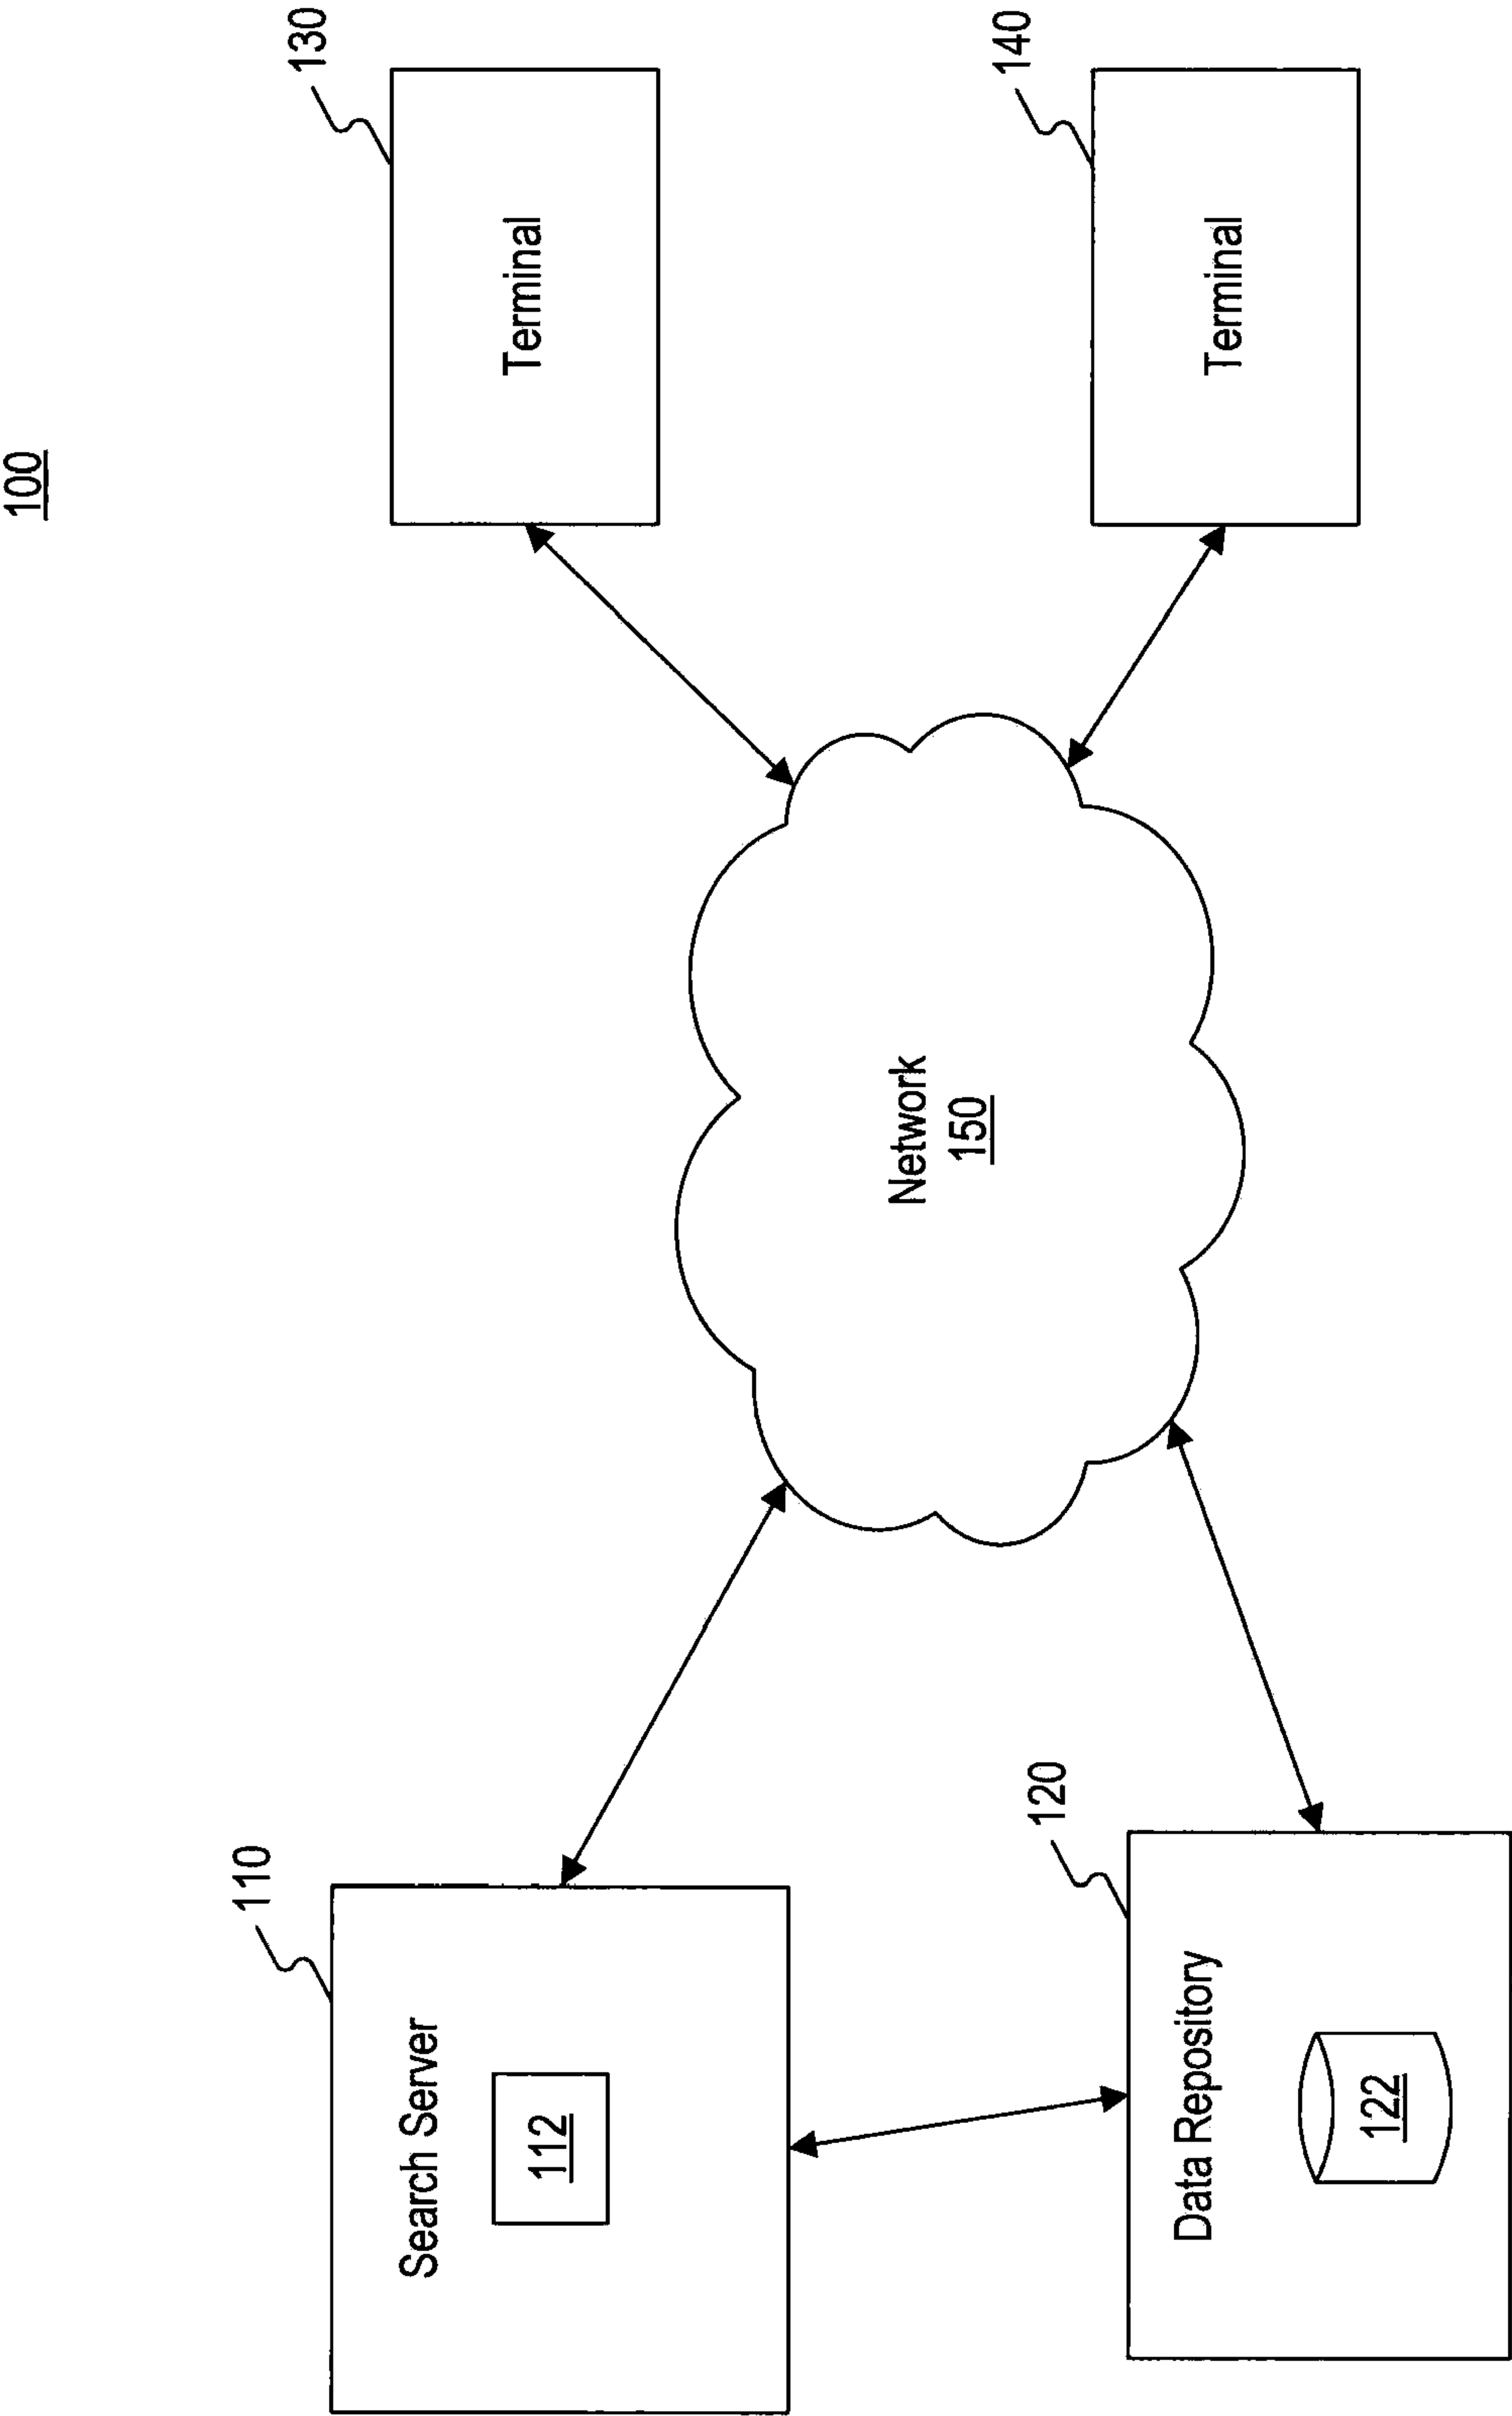 100
110
Search Server
112
120
Data Repository
122
Network
150
130
Terminal
140
Terminal